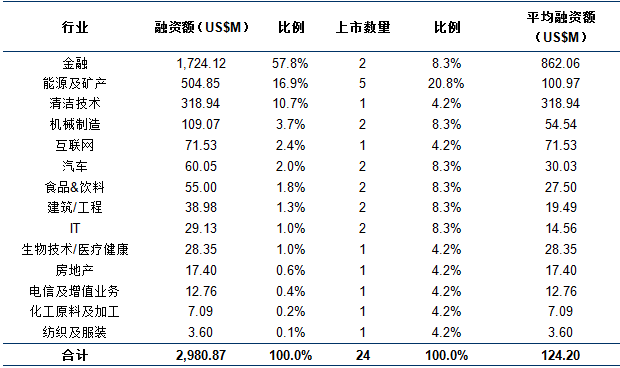 行业 融资额（US$M） 比例 上市数量 比例 平均融资额（US$M）
金融 1,724.12 57.8% 2 8.3% 862.06
能源及矿产 504.85 16.9% 5 20.8% 100.97
清洁技术 318.94 10.7% 1 4.2% 318.94
机械制造 109.07 3.7% 2 8.3% 54.54
互联网 71.53 2.4% 1 4.2% 71.53
汽车 60.05 2.0% 2 8.3% 30.03
食品&饮料 55.00 1.8% 2 8.3% 27.50
建筑/工程 38.98 1.3% 2 8.3% 19.49
IT 29.13 1.0% 2 8.3% 14.56
生物技术/医疗健康 28.35 1.0% 1 4.2% 28.35
房地产 17.40 0.6% 1 4.2% 17.40
电信及增值业务 12.76 0.4% 1 4.2% 12.76
化工原料及加工 7.09 0.2% 1 4.2% 7.09
纺织及服装 3.60 0.1% 1 4.2% 3.60
合计 2,980.87 100.0% 24 100.0% 124.20